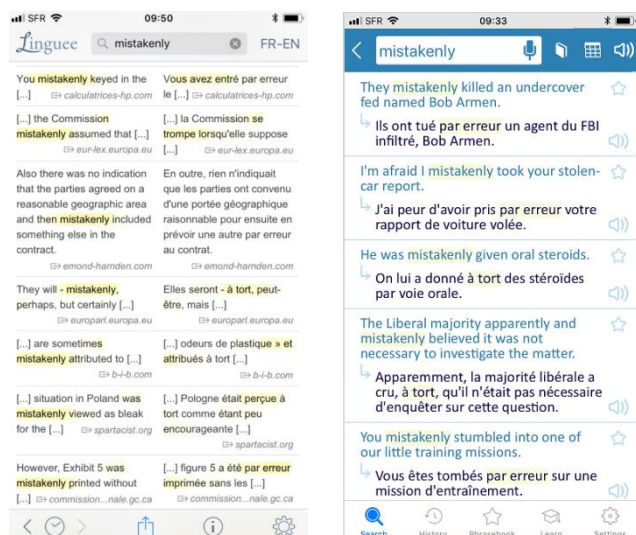 SFR 09:50
Linguee mistakenly FR-EN
You mistakenly keyed in the
[...] calculatrices-hp.com
Vous avez entré par erreur
le [...] calculatrices-hp.com
[...] the Commission
mistakenly assumed that [...]
eur-lex.europa.eu
[...] la Commission se
trompe lorsqu'elle suppose
[...] eur-lex.europa.eu
Also there was no indication
that the parties agreed on a
reasonable geographic area
and then mistakenly included
something else in the
contract.
emond-harnden.com
En outre, rien n'indiquait
que les parties ont convenu
d'une portée géographique
raisonnable pour ensuite en
prévoir une autre par erreur
au contrat.
emond-harnden.com
They will - mistakenly,
perhaps, but certainly [...]
europarl.europa.eu
Elles seront - à tort, peut-
être, mais [...]
europarl.europa.eu
[...] are sometimes
mistakenly attributed to [...]
b-i-b.com
[...] odeurs de plastique » et
attribués à tort [...]
b-i-b.com
[...] situation in Poland was
mistakenly viewed as bleak
for the [...] spartacist.org
[...] Pologne était perçue à
tort comme étant peu
encourageante [...]
spartacist.org
However, Exhibit 5 was
mistakenly printed without
[...] commission...nale.gc.ca
[...] figure 5 a été par erreur
imprimée sans les [...]
commission...nale.gc.ca
SFR 09:33
mistakenly
They mistakenly killed an undercover
fed named Bob Armen.
Ils ont tué par erreur un agent du FBI
infiltré, Bob Armen.
I'm afraid I mistakenly took your stolen-
car report.
J'ai peur d'avoir pris par erreur votre
rapport de voiture volée.
He was mistakenly given oral steroids.
On lui a donné à tort des stéroïdes
par voie orale.
The Liberal majority apparently and
mistakenly believed it was not
necessary to investigate the matter.
Apparemment, la majorité libérale a
cru, à tort, qu'il n'était pas nécessaire
d'enquêter sur cette question.
You mistakenly stumbled into one of
our little training missions.
Vous êtes tombés par erreur sur une
mission d'entraînement.
Search History Phrasebook Learn Settings